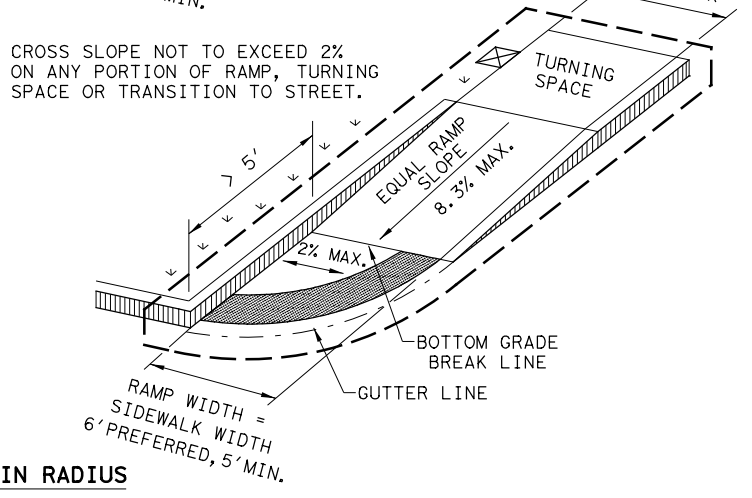 MIN.
CROSS SLOPE NOT TO EXCEED 2%
ON ANY PORTION OF RAMP, TURNING
SPACE OR TRANSITION TO STREET.
TURNING
SPACE
> 5'
EQUAL RAMP
SLOPE
8.3% MAX.
2% MAX.
BOTTOM GRADE
BREAK LINE
GUTTER LINE
RAMP WIDTH =
SIDEWALK WIDTH
6' PREFERRED, 5' MIN.
IN RADIUS